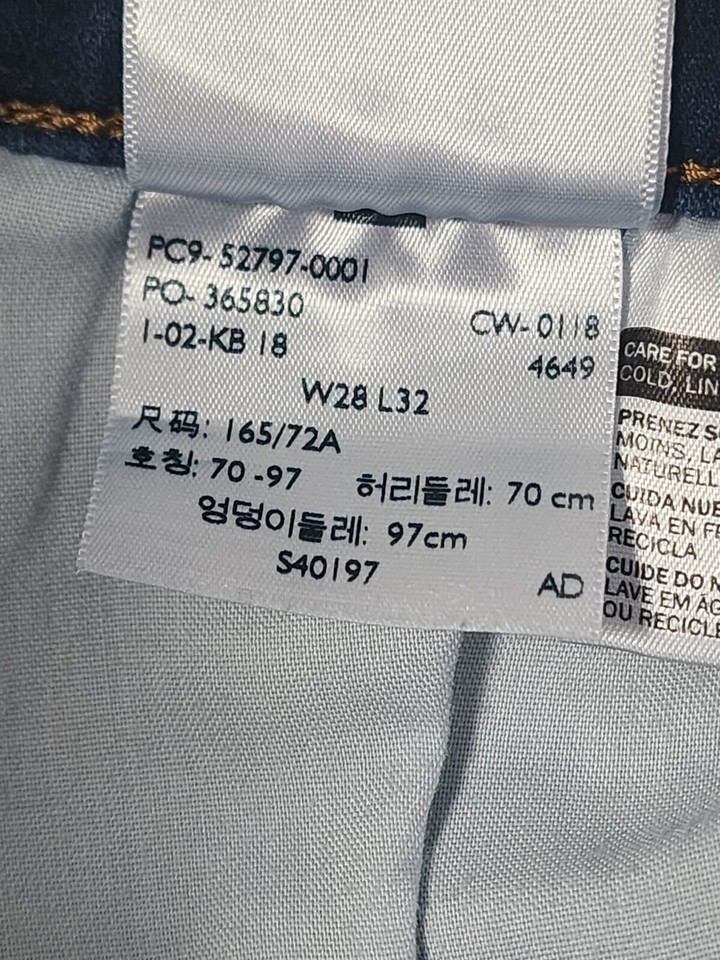 PC9- 52797-0001
PO- 365830
CW- 0118
1-02-KB 18
4649
W28 L32
尺码: 165/72A
호칭: 70 -97 허리둘레: 70 cm
엉덩이둘레: 97cm
S40197
AD
CARE FOR
COLD, LIN
PRENEZ S
MOINS, LA
NATURELL
CUIDA NUE
LAVA EN FR
RECICLA
CUIDE DO N
LAVE EM ÁG
OU RECICLE